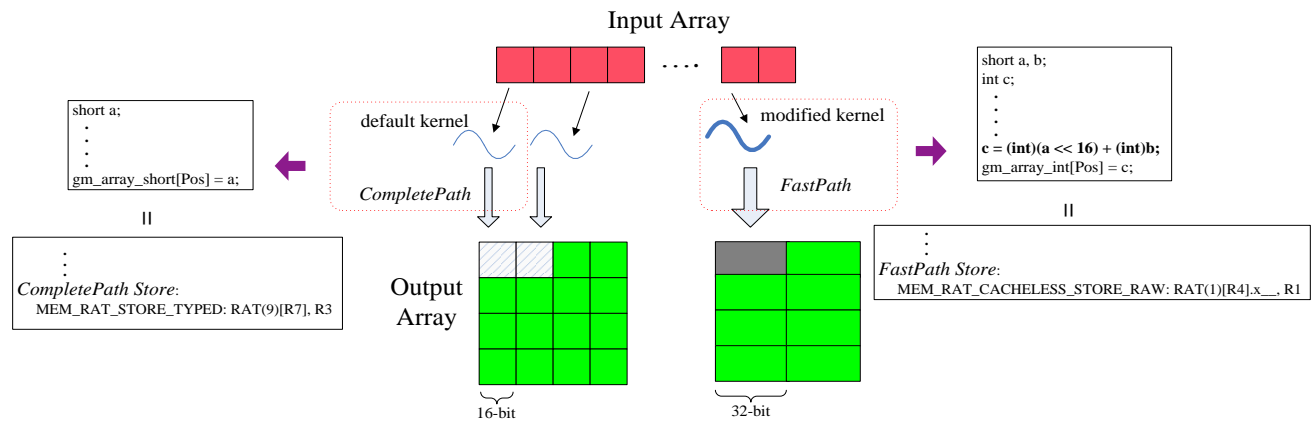 Input Array
. . . .
short a;
.
.
.
.
gm_array_short[Pos] = a;
=
.
.
.
CompletePath Store:
MEM_RAT_STORE_TYPED: RAT(9)[R7], R3
default kernel
CompletePath
modified kernel
FastPath
short a, b;
int c;
.
.
.
.
c = (int)(a << 16) + (int)b;
gm_array_int[Pos] = c;
=
.
.
.
FastPath Store:
MEM_RAT_CACHELESS_STORE_RAW: RAT(1)[R4].x__, R1
Output
Array
16-bit
32-bit